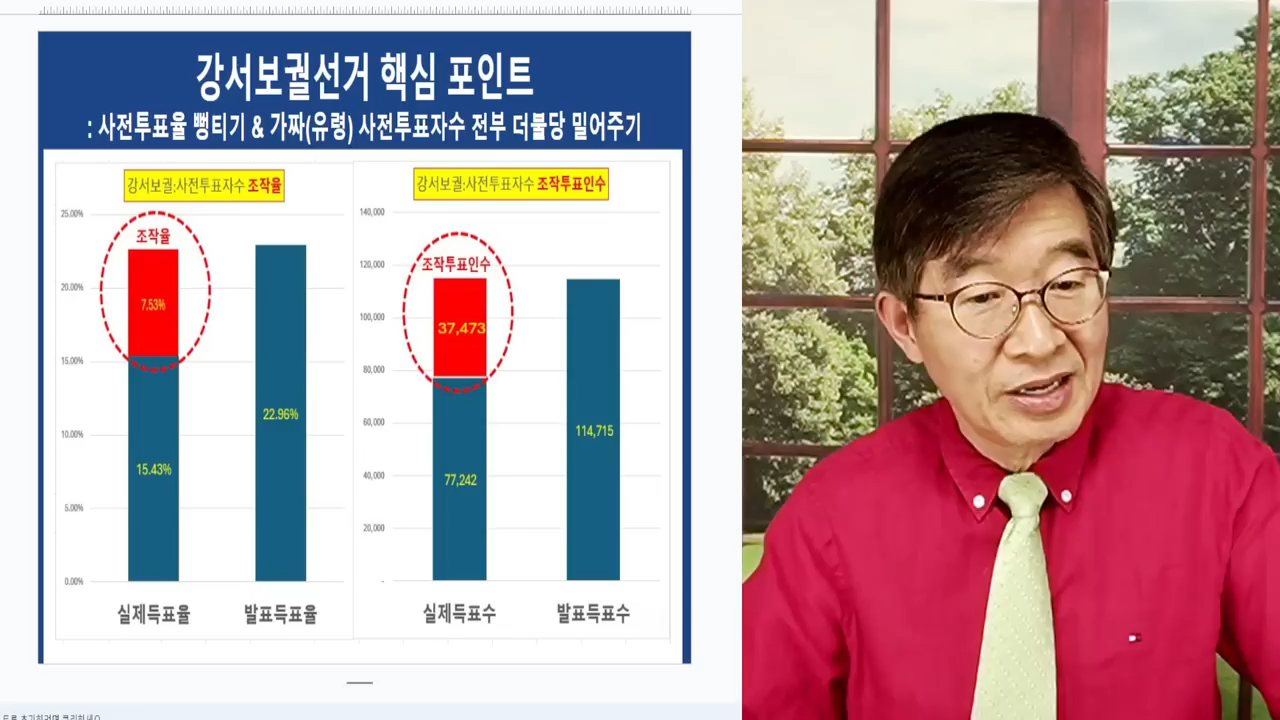 강서보궐선거 핵심 포인트
: 사전투표율 뻥티기 & 가짜(유령) 사전투표자수 전부 더불당 밀어주기
강서보궐:사전투표자수 조작율
25.00%
20.00%
15.00%
10.00%
5.00%
0.00%
조작율
7.53%
15.43%
22.96%
실제득표율
발표득표율
강서보궐:사전투표자수 조작투표인수
140,000
120,000
100,000
80,000
60,000
40,000
20,000
-
조작투표인수
37,473
77,242
114,715
실제득표수
발표득표수